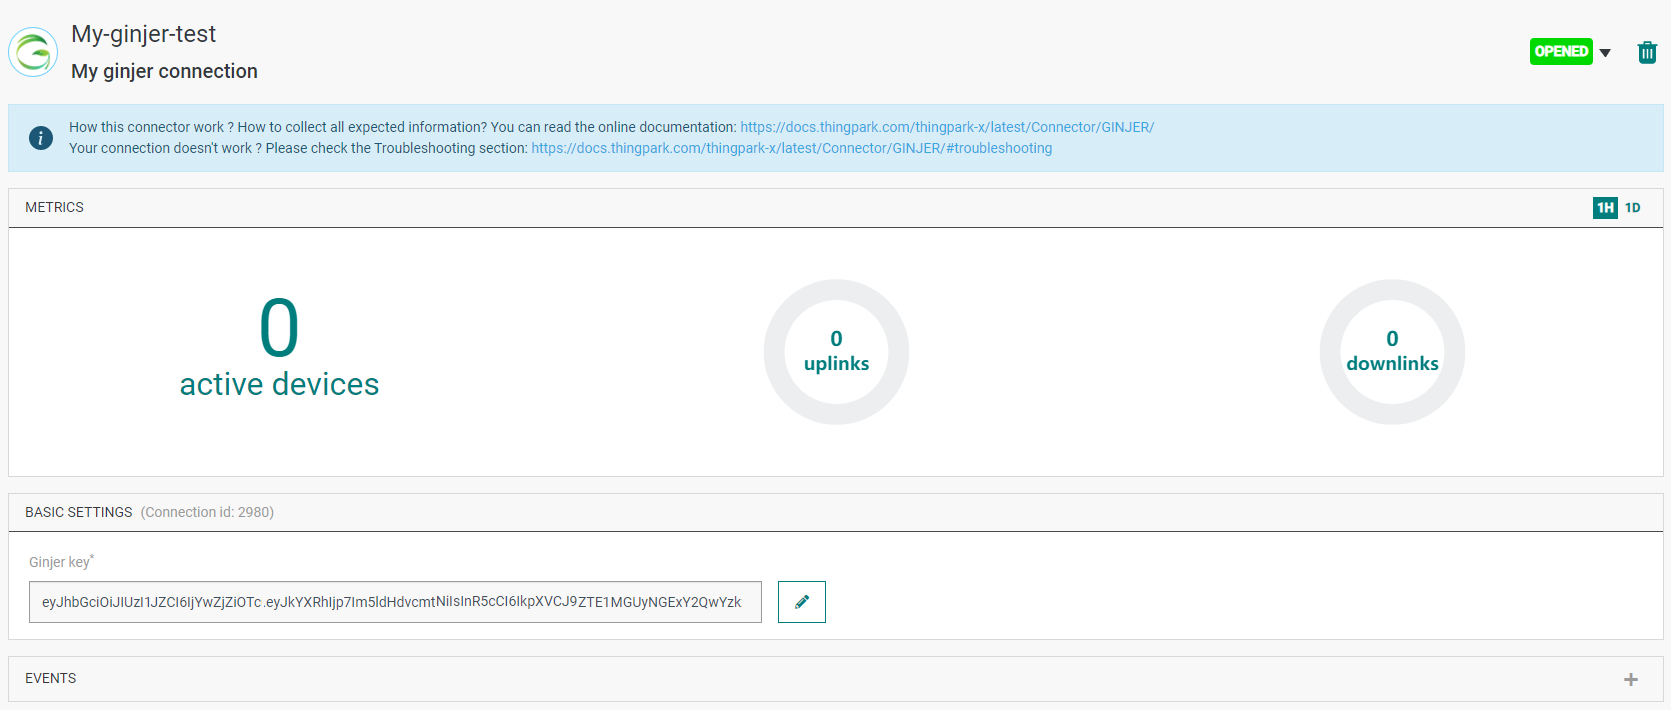 My-ginjer-test
My ginjer connection
OPENED
How this connector work ? How to collect all expected information? You can read the online documentation: https://docs.thingpark.com/thingpark-x/latest/Connector/GINJER/
Your connection doesn't work ? Please check the Troubleshooting section: https://docs.thingpark.com/thingpark-x/latest/Connector/GINJER/#troubleshooting
METRICS
1H 1D
0
active devices
0
uplinks
0
downlinks
BASIC SETTINGS (Connection id: 2980)
Ginjer key*
eyJhbGciOiJIUzI1JZCI6IjYwZjZiOTc.eyJkYXRhIjp7Im5ldHdvcmtNiIsInR5cCI6IkpXVCJ9ZTE1MGUyNGExY2QwYzk
EVENTS